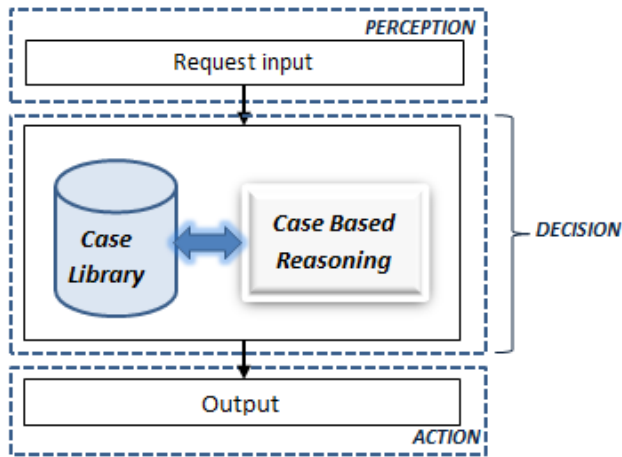 PERCEPTION
Request input
Case
Library
Case Based
Reasoning
DECISION
Output
ACTION